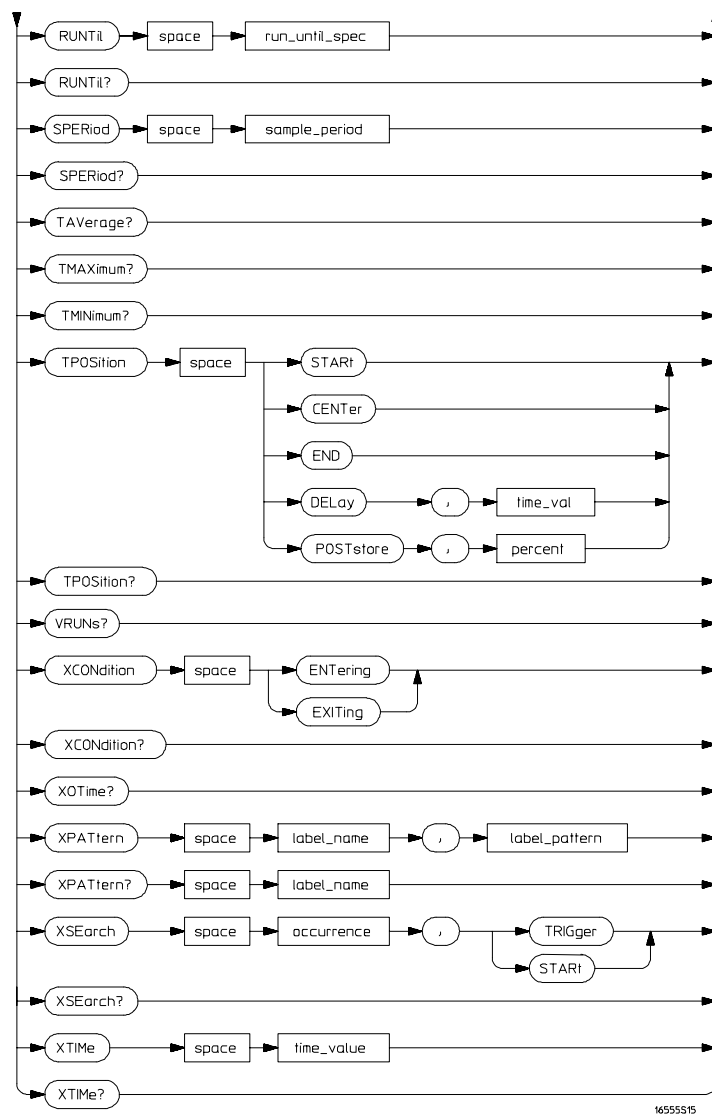 RUNTil space run_until_spec
RUNTil?
SPERiod space sample_period
SPERiod?
TAVerage?
TMAXimum?
TMINimum?
TPOSition space STARt
CENTer
END
DELay , time_val
POSTstore , percent
TPOSition?
VRUNs?
XCONdition space ENTering
EXITing
XCONdition?
XOTime?
XPATtern space label_name , label_pattern
XPATtern? space label_name
XSEarch space occurrence , TRIGger
STARt
XSEarch?
XTIMe space time_value
XTIMe?
16555S15